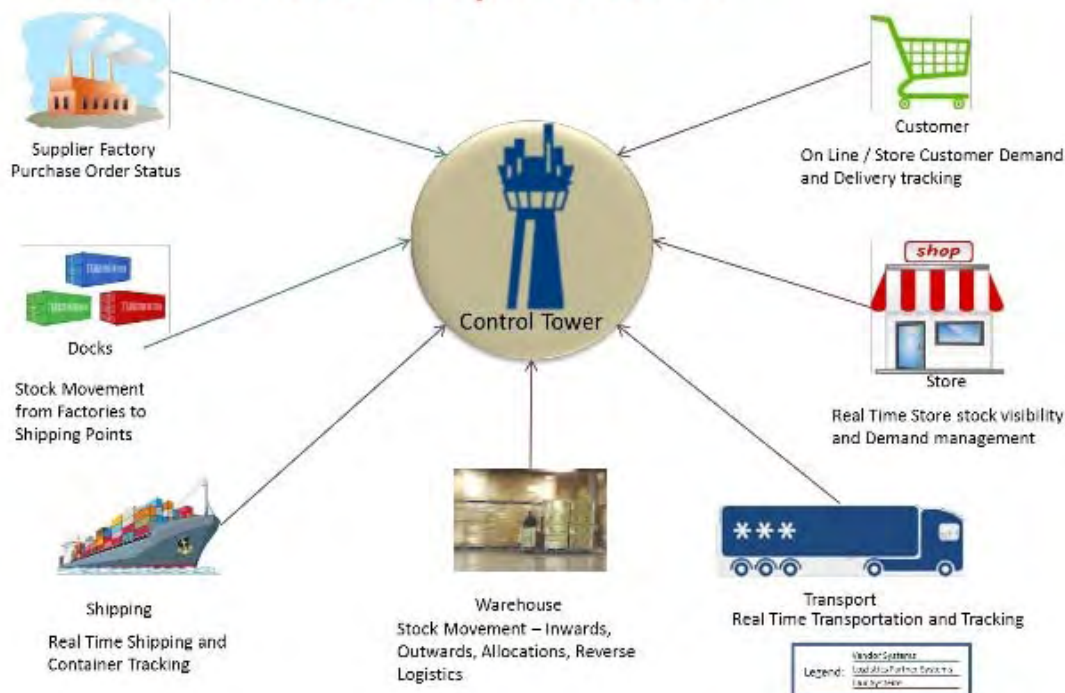 Supplier Factory
Purchase Order Status
Customer
On Line / Store Customer Demand
and Delivery tracking
Control Tower
Docks
Stock Movement
from Factories to
Shipping Points
shop
Store
Real Time Store stock visibility
and Demand management
Shipping
Real Time Shipping and
Container Tracking
Warehouse
Stock Movement – Inwards,
Outwards, Allocations, Reverse
Logistics
***
Transport
Real Time Transportation and Tracking
Legend:
Vendor Systems
Logistics Partner Systems
Systems